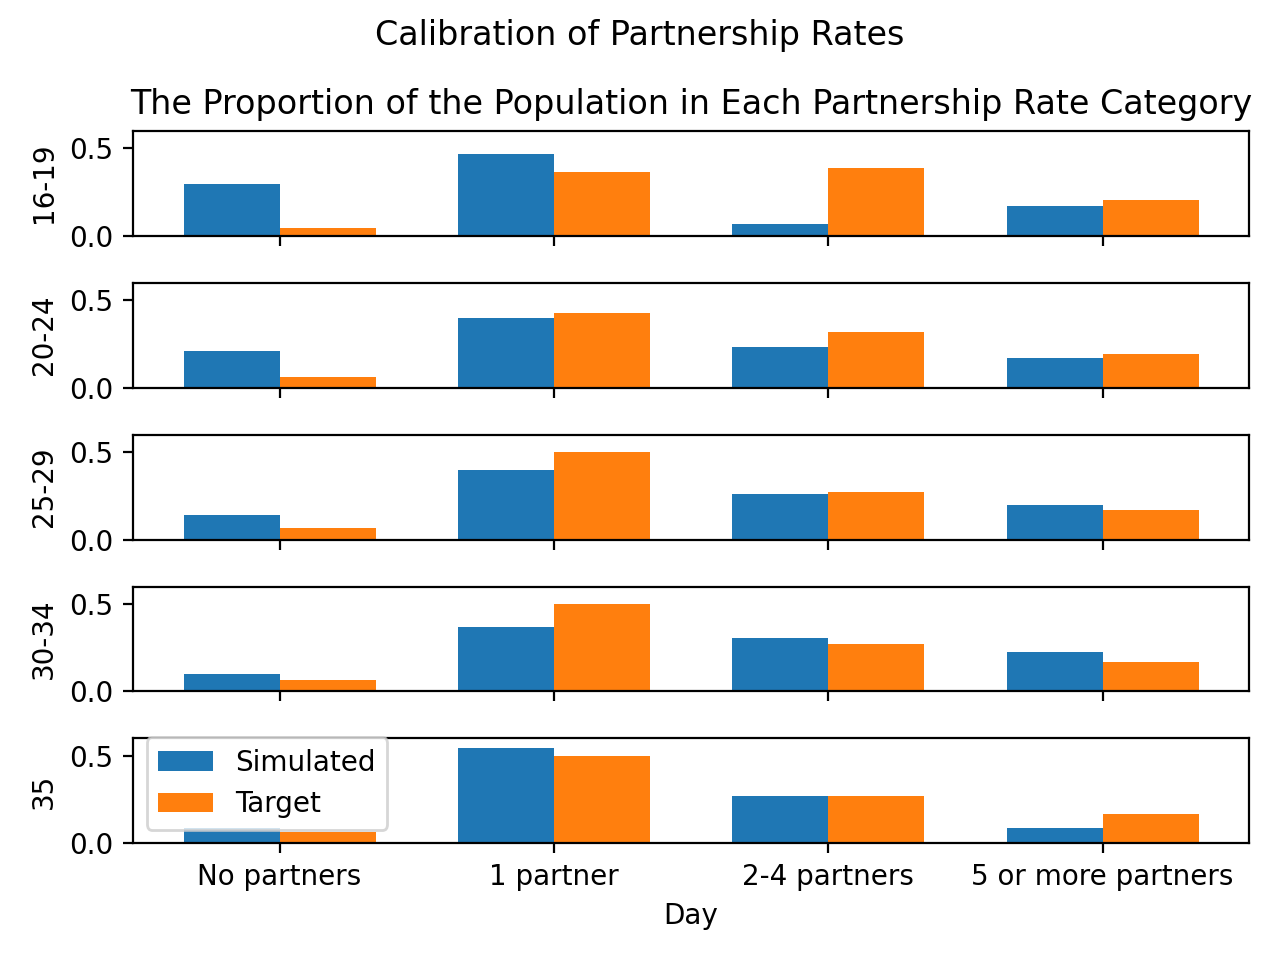 Calibration of Partnership Rates
The Proportion of the Population in Each Partnership Rate Category
0.5
16-19
0.0
0.5
20-24
0.0
0.5
25-29
0.0
0.5
30-34
0.0
Simulated
0.5
35
Target
0.0
No partners 1 partner 2-4 partners 5 or more partners
Day